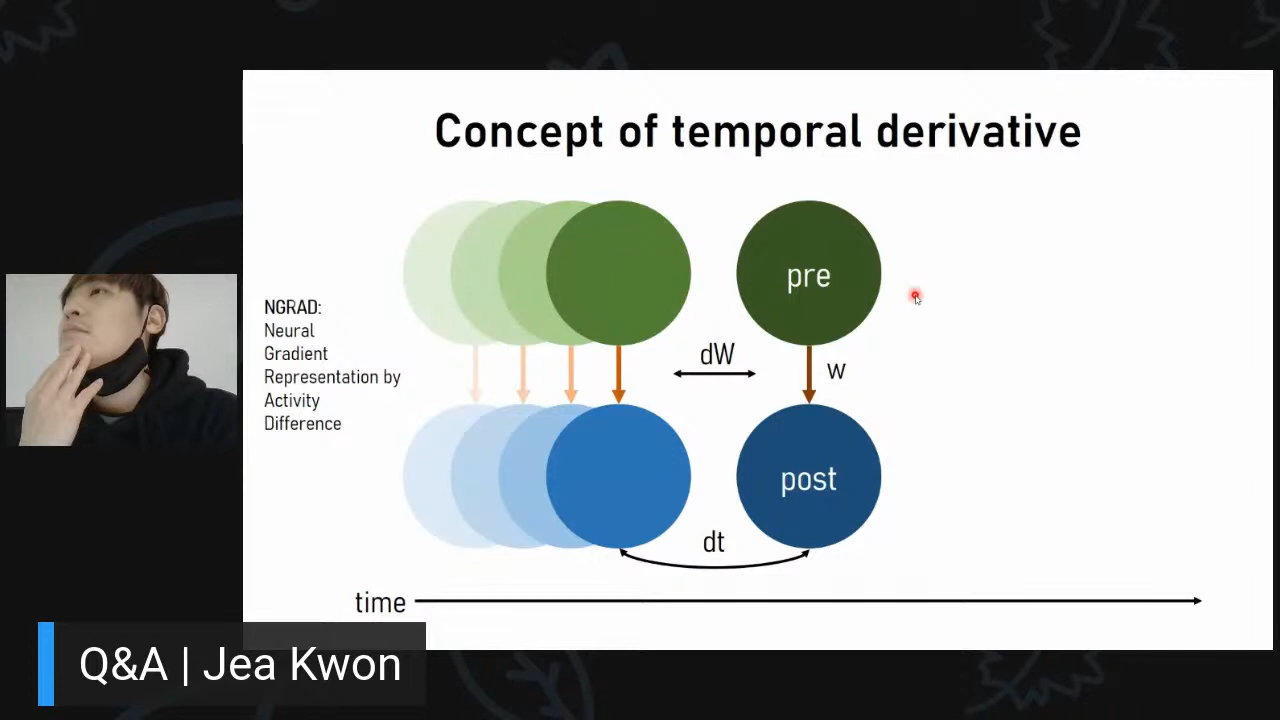 Concept of temporal derivative
NGRAD:
Neural
Gradient
Representation by
Activity
Difference
pre
dW
w
post
dt
time
Q&A | Jea Kwon